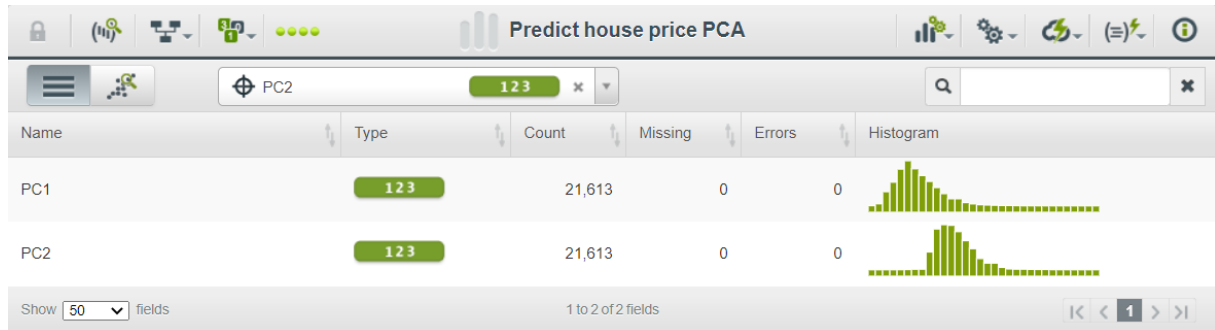 Predict house price PCA
PC2 123
Name Type Count Missing Errors Histogram
PC1 123 21,613 0 0
PC2 123 21,613 0 0
Show 50 fields 1 to 2 of 2 fields 1